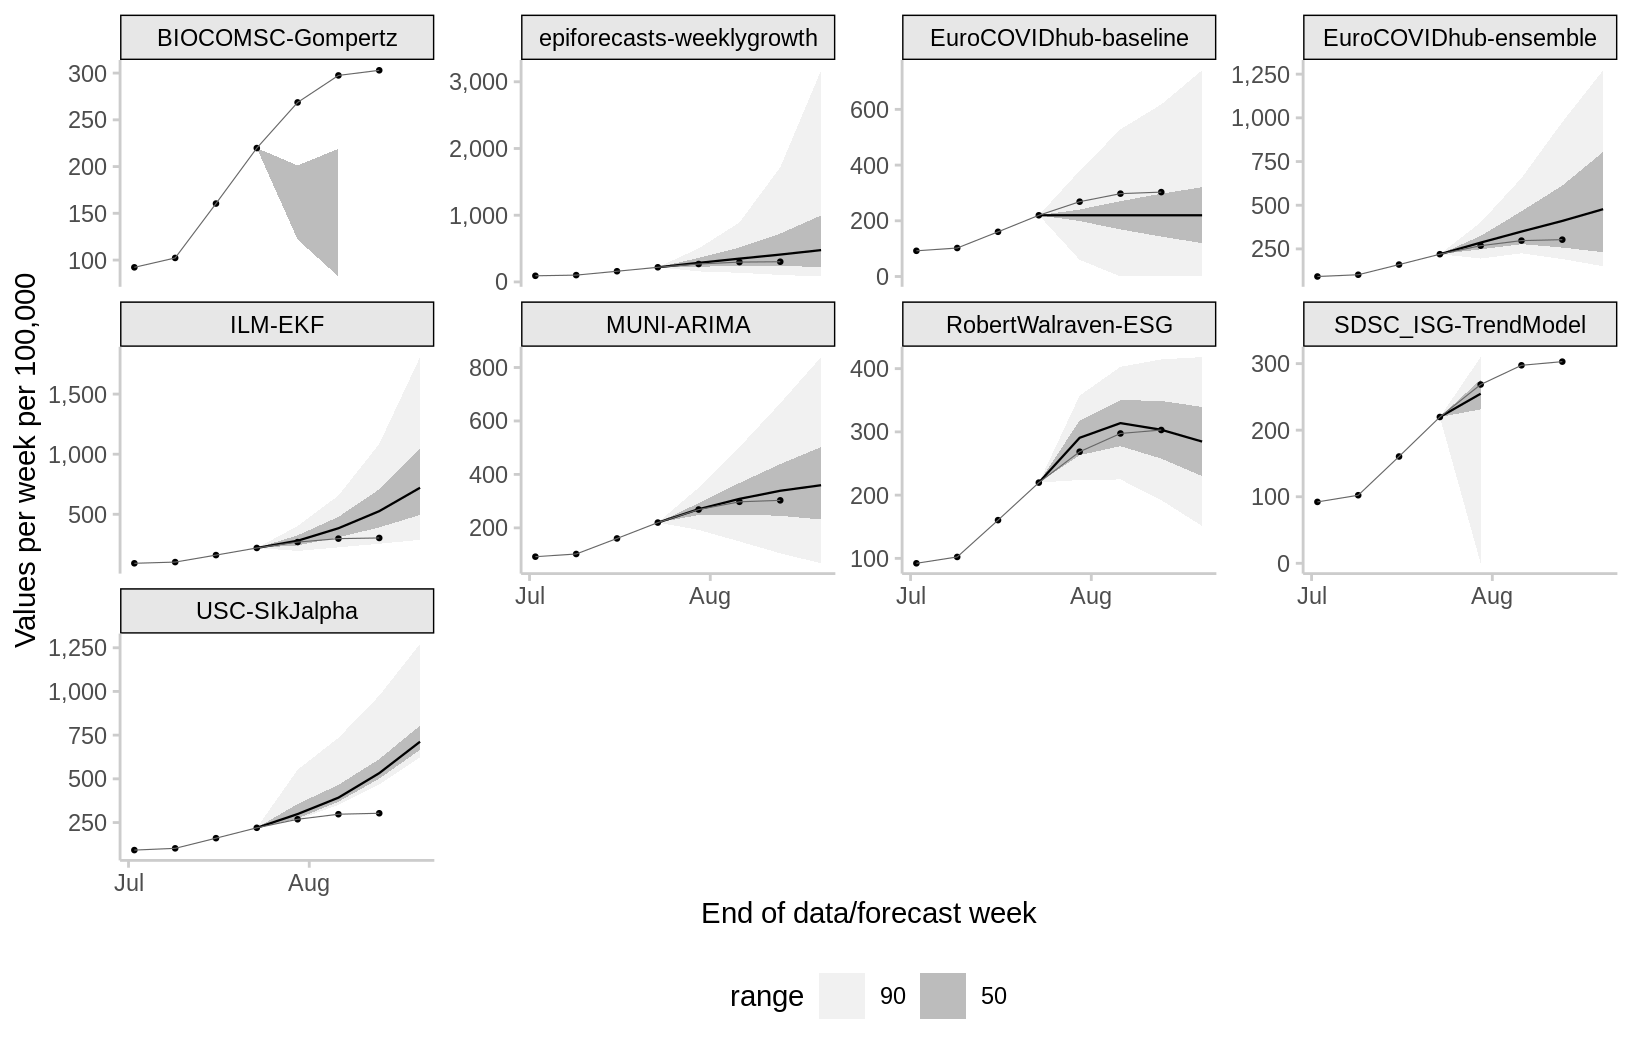 BIOCOMSC-Gompertz
epiforecasts-weeklygrowth
EuroCOVIDhub-baseline
EuroCOVIDhub-ensemble
300
250
200
150
100
3,000
2,000
1,000
0
600
400
200
0
1,250
1,000
750
500
250
Values per week per 100,000
ILM-EKF
MUNI-ARIMA
RobertWalraven-ESG
SDSC_ISG-TrendModel
1,500
1,000
500
800
600
400
200
Jul
Aug
400
300
200
100
Jul
Aug
300
200
100
0
Jul
Aug
USC-SIkJalpha
1,250
1,000
750
500
250
Jul
Aug
End of data/forecast week
range 90 50